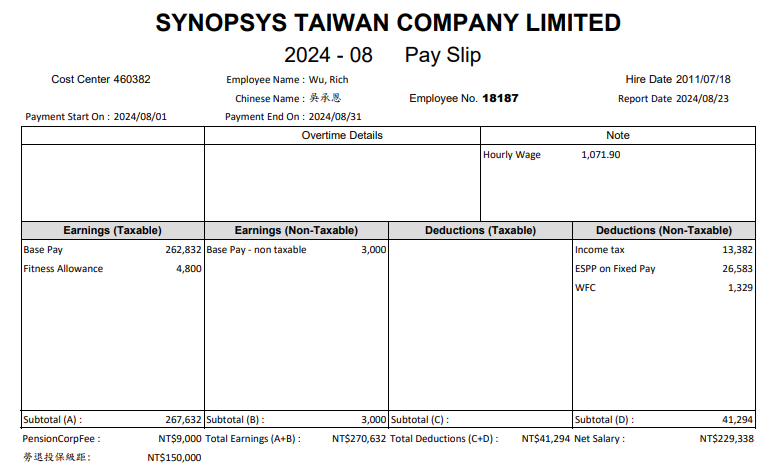 SYNOPSYS TAIWAN COMPANY LIMITED
2024 - 08 Pay Slip
Cost Center 460382 Employee Name : Wu, Rich Hire Date 2011/07/18
Chinese Name : 吳承恩 Employee No. 18187 Report Date 2024/08/23
Payment Start On : 2024/08/01 Payment End On : 2024/08/31
Overtime Details Note
Hourly Wage 1,071.90
Earnings (Taxable) Earnings (Non-Taxable) Deductions (Taxable) Deductions (Non-Taxable)
Base Pay 262,832 Base Pay - non taxable 3,000 Income tax 13,382
Fitness Allowance 4,800 ESPP on Fixed Pay 26,583
WFC 1,329
Subtotal (A) : 267,632 Subtotal (B) : 3,000 Subtotal (C) : Subtotal (D) : 41,294
PensionCorpFee : NT$9,000 Total Earnings (A+B) : NT$270,632 Total Deductions (C+D) : NT$41,294 Net Salary : NT$229,338
勞退投保級距: NT$150,000